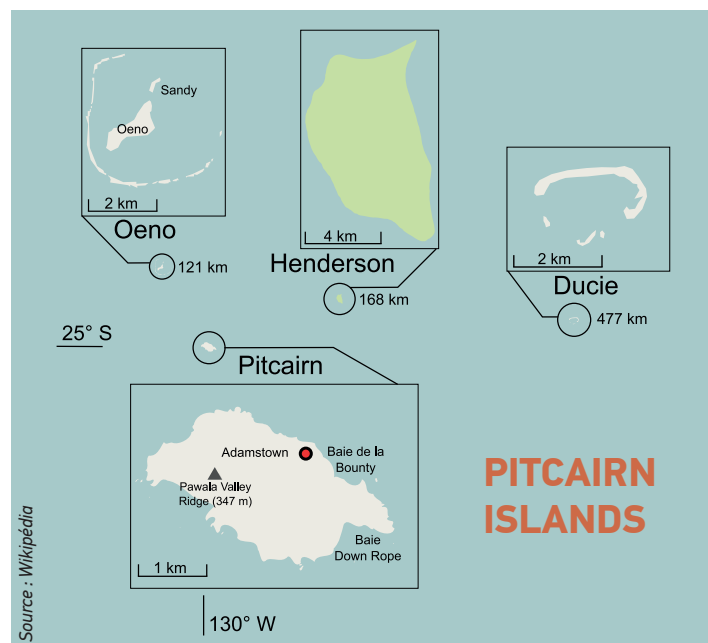 Sandy
Oeno
2 km
Oeno
121 km
4 km
Henderson
168 km
2 km
Ducie
477 km
25° S
Pitcairn
Adamstown
Baie de la
Bounty
Pawala Valley
Ridge (347 m)
Baie
Down Rope
1 km
130° W
PITCAIRN
ISLANDS
Source : Wikipédia